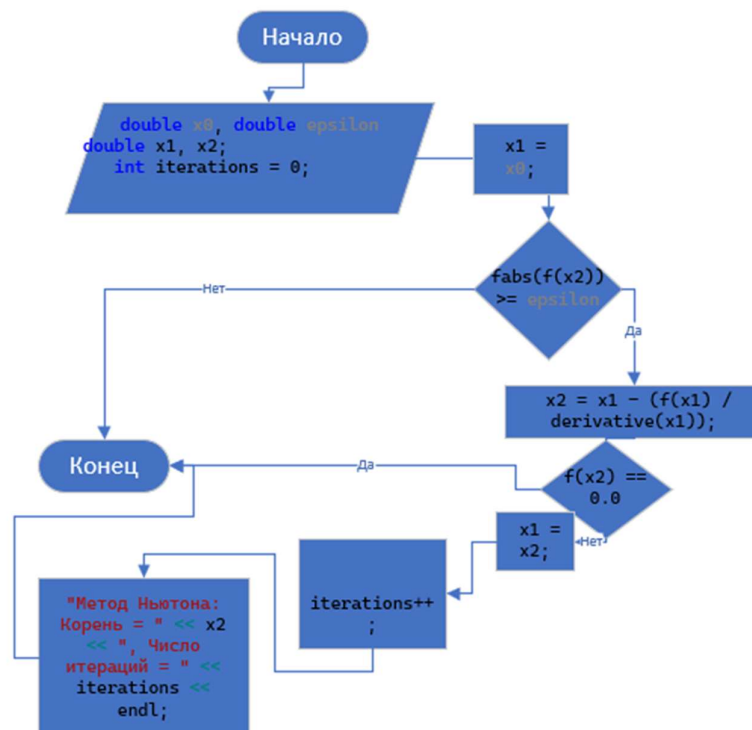 Начало
double x0, double epsilon
double x1, x2;
int iterations = 0;
x1 =
x0;
fabs(f(x2))
>= epsilon
Нет
Да
x2 = x1 - (f(x1) /
derivative(x1));
Конец
Да
f(x2) ==
0.0
x1 =
x2;
Нет
iterations++
;
"Метод Ньютона:
Корень = " << x2
<< ", Число
итераций = " <<
iterations <<
endl;